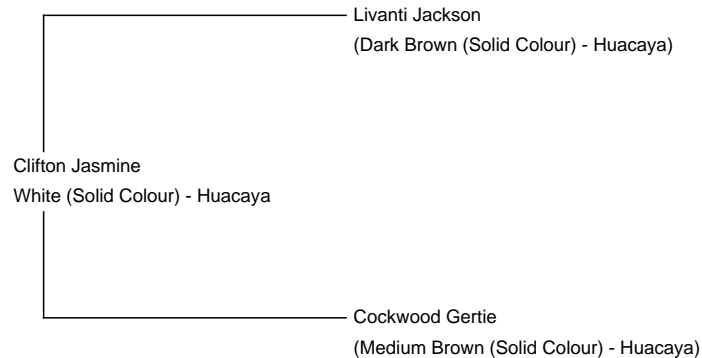 Livanti Jackson
(Dark Brown (Solid Colour) - Huacaya)
Clifton Jasmine
White (Solid Colour) - Huacaya
Cockwood Gertie
(Medium Brown (Solid Colour) - Huacaya)